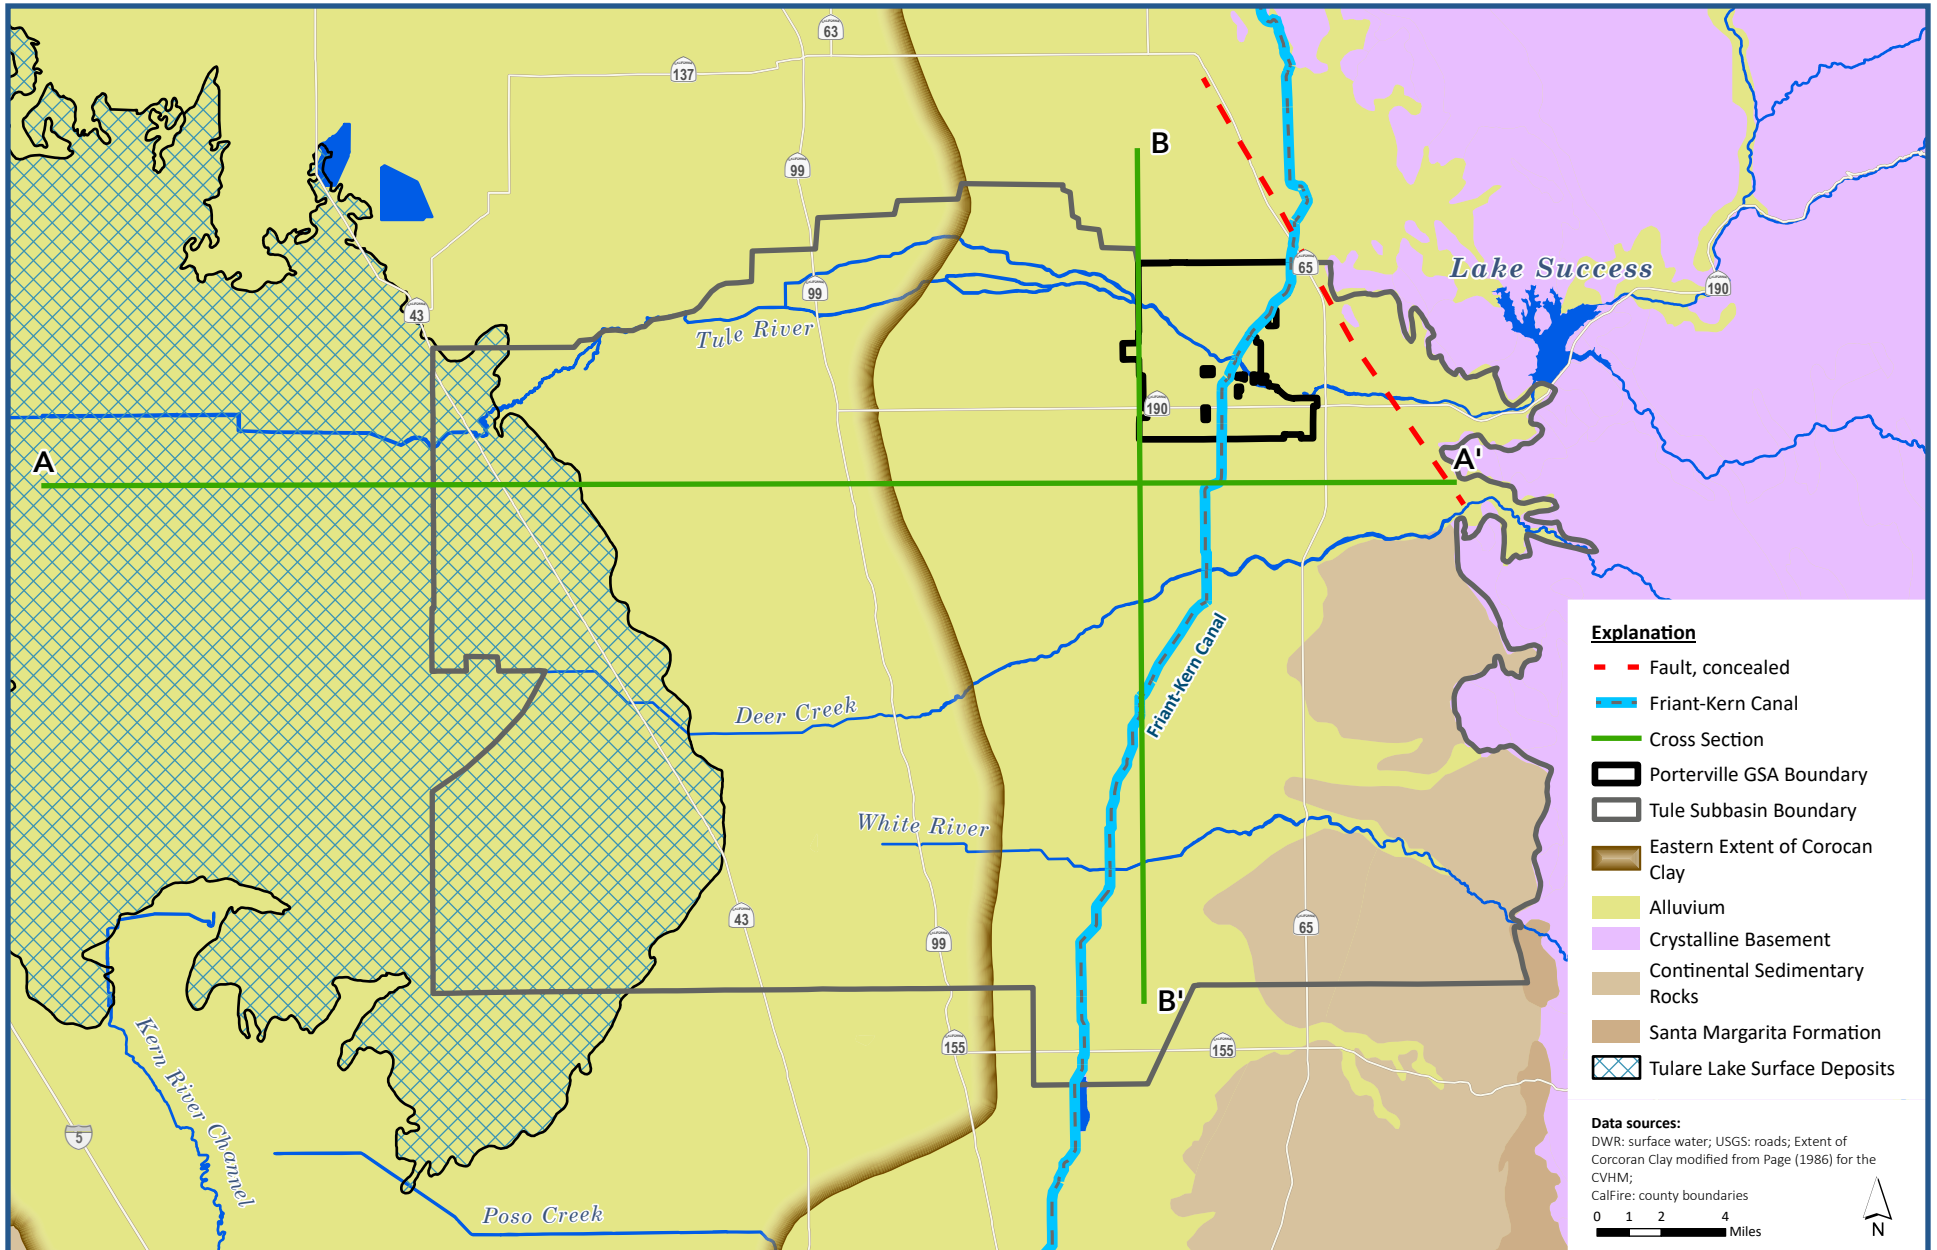 63
137
B
99
65
Lake Success
190
99
43
Tule River
190
A
A'
Friant-Kern Canal
Deer Creek
White River
43
99
65
B'
155
155
Kern River Channel
5
Poso Creek
Explanation
Fault, concealed
Friant-Kern Canal
Cross Section
Porterville GSA Boundary
Tule Subbasin Boundary
Eastern Extent of Corocan
Clay
Alluvium
Crystalline Basement
Continental Sedimentary
Rocks
Santa Margarita Formation
Tulare Lake Surface Deposits
Data sources:
DWR: surface water; USGS: roads; Extent of
Corcoran Clay modified from Page (1986) for the
CVHM;
CalFire: county boundaries
0 1 2 4
Miles
N